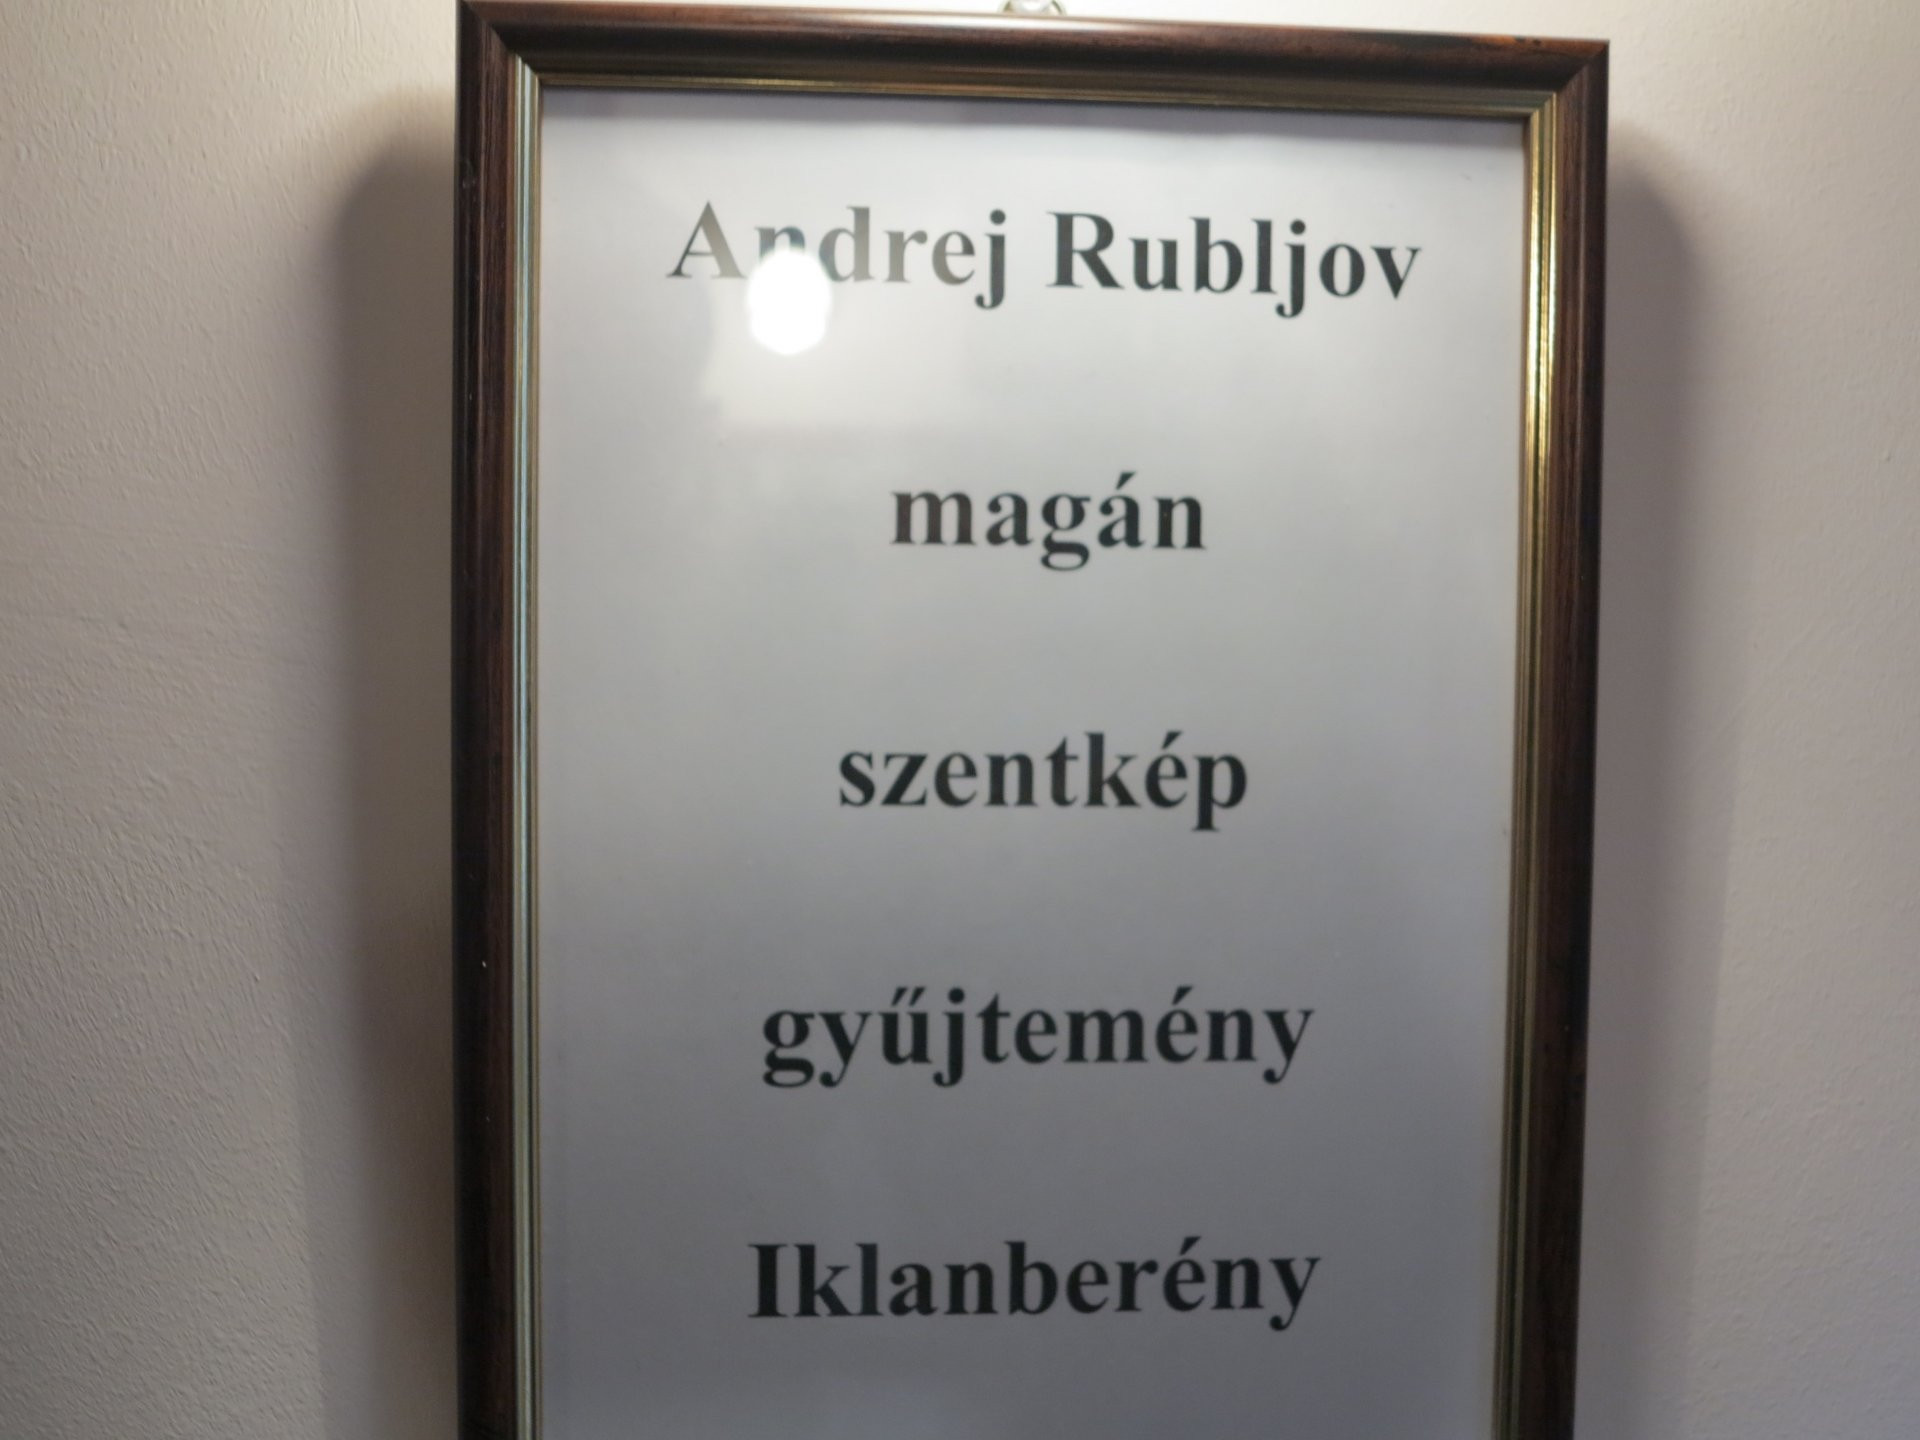 Andrej Rubljov
magán
szentkép
gyűjtemény
Iklanberény